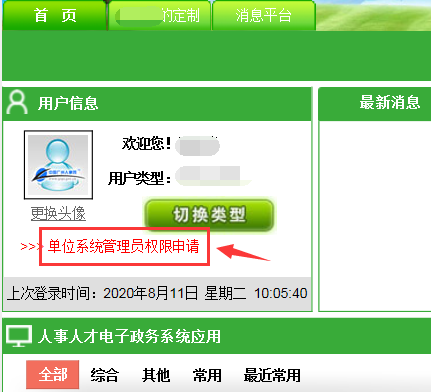 首 页
的定制
消息平台
用户信息
最新消息
欢迎您!
用户类型:
更换头像
切换类型
>>> 单位系统管理员权限申请
上次登录时间：2020年8月11日 星期二 10:05:40
人事人才电子政务系统应用
全部 综合 其他 常用 最近常用